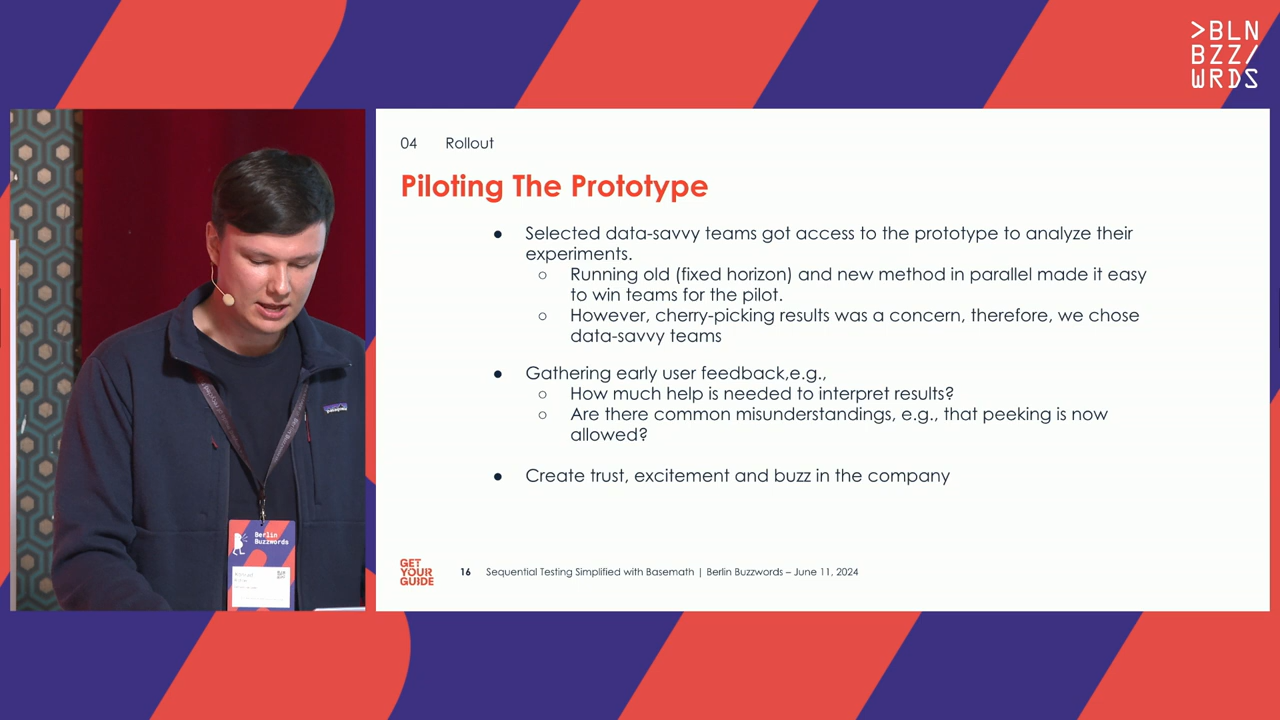 >BLN
BZZ/
WRDS
04 Rollout
Piloting The Prototype
● Selected data-savvy teams got access to the prototype to analyze their
experiments.
○ Running old (fixed horizon) and new method in parallel made it easy
to win teams for the pilot.
○ However, cherry-picking results was a concern, therefore, we chose
data-savvy teams
● Gathering early user feedback,e.g.,
○ How much help is needed to interpret results?
○ Are there common misunderstandings, e.g., that peeking is now
allowed?
● Create trust, excitement and buzz in the company
GET
YOUR
GUIDE
16 Sequential Testing Simplified with Basemath | Berlin Buzzwords – June 11, 2024
patagonia
Berlin
Buzzwords